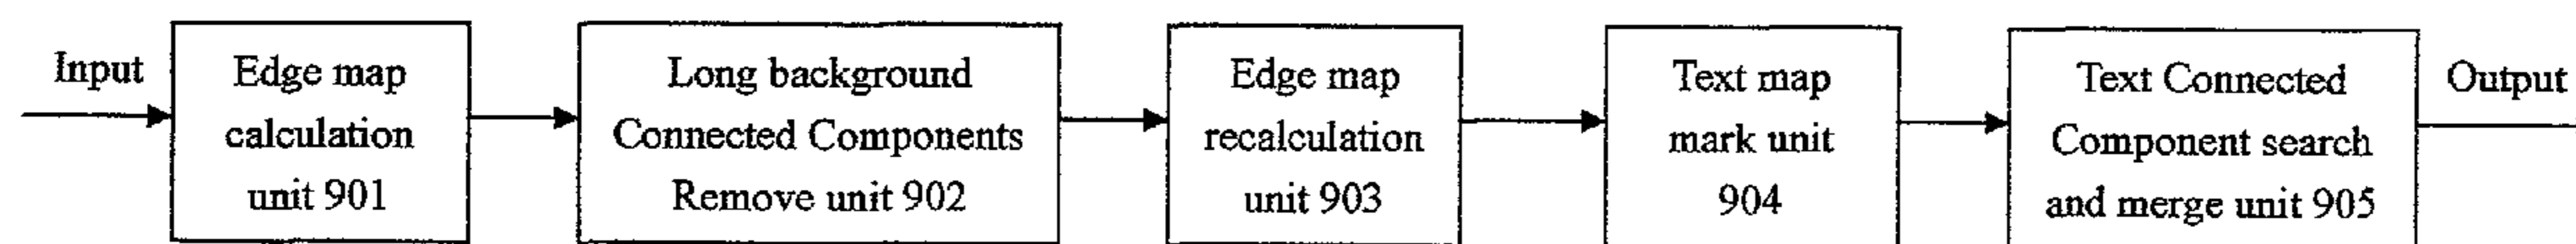 Input
Edge map
calculation
unit 901
Long background
Connected Components
Remove unit 902
Edge map
recalculation
unit 903
Text map
mark unit
904
Text Connected
Component search
and merge unit 905
Output